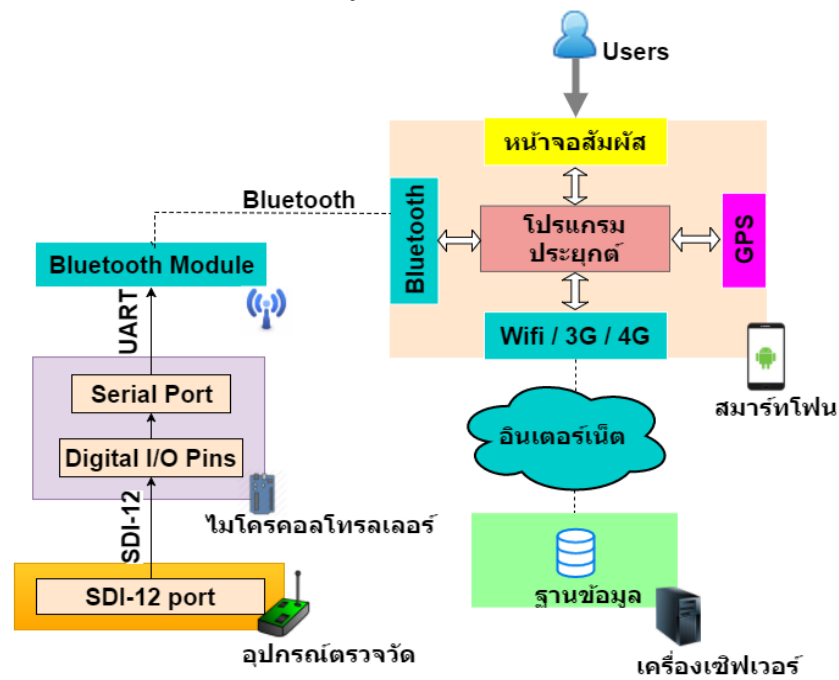 Users
หน้าจอสัมผัส
Bluetooth
Bluetooth
โปรแกรม
ประยุกต์
GPS
Bluetooth Module
Wifi / 3G / 4G
UART
Serial Port
สมาร์ทโฟน
อินเตอร์เน็ต
Digital I/O Pins
ไมโครคอลโทรลเลอร์
SDI-12
SDI-12 port
ฐานข้อมูล
อุปกรณ์ตรวจวัด
เครื่องเซิฟเวอร์